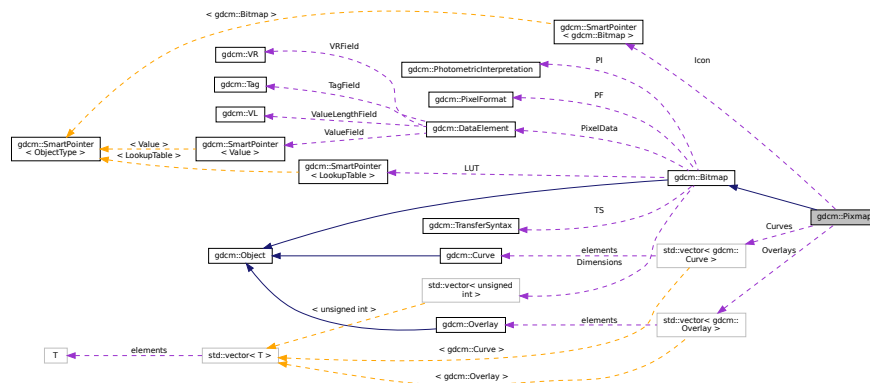 < gdcm::Bitmap >
gdcm::SmartPointer
< gdcm::Bitmap >
gdcm::VR
VRField
PI
Icon
gdcm::PhotometricInterpretation
gdcm::Tag
TagField
gdcm::PixelFormat
PF
gdcm::VL
ValueLengthField
gdcm::DataElement
PixelData
ValueField
gdcm::SmartPointer
< ObjectType >
< Value >
gdcm::SmartPointer
< Value >
< LookupTable >
gdcm::SmartPointer
< LookupTable >
LUT
gdcm::Bitmap
TS
gdcm::Pixmap
gdcm::TransferSyntax
Curves
gdcm::Object
gdcm::Curve
elements
Dimensions
std::vector< gdcm::
Curve >
Overlays
std::vector< unsigned
int >
< unsigned int >
gdcm::Overlay
elements
std::vector< gdcm::
Overlay >
T
elements
std::vector< T >
< gdcm::Curve >
< gdcm::Overlay >